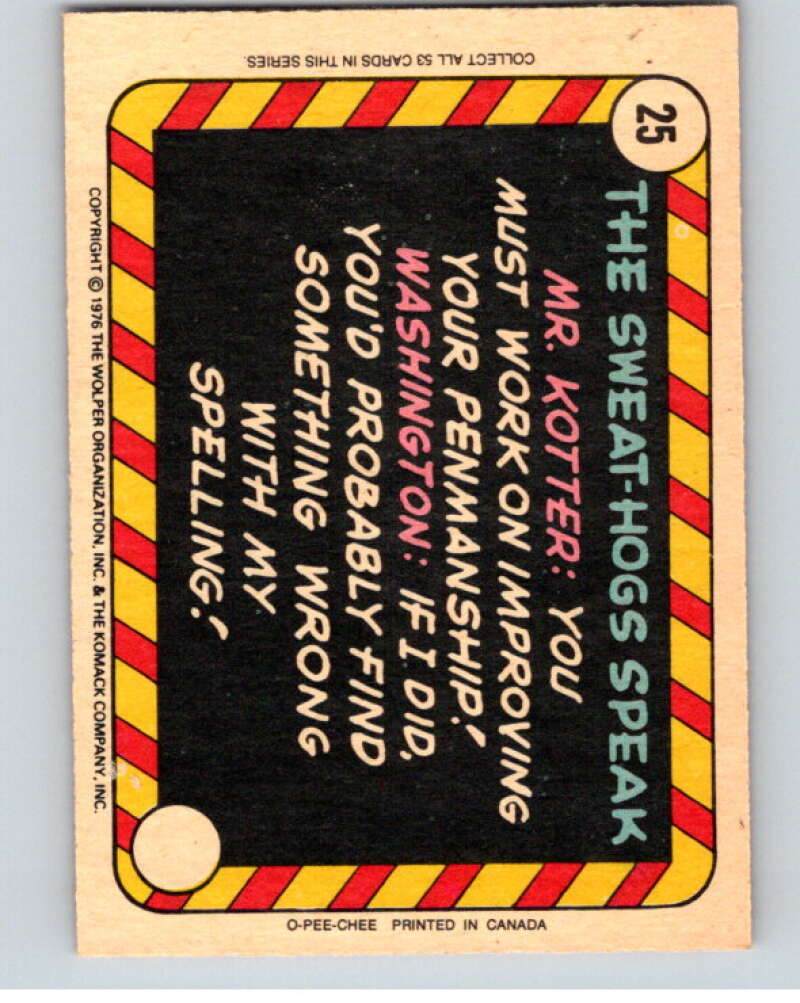 25
THE SWEAT-HOGS SPEAK
MR. KOTTER: YOU
MUST WORK ON IMPROVING
YOUR PENMANSHIP!
WASHINGTON: IF I DID,
YOU'D PROBABLY FIND
SOMETHING WRONG
WITH MY
SPELLING!
COPYRIGHT © 1976 THE WOLPER ORGANIZATION, INC. & THE KOMACK COMPANY, INC.
COLLECT ALL 53 CARDS IN THIS SERIES.
O-PEE-CHEE PRINTED IN CANADA